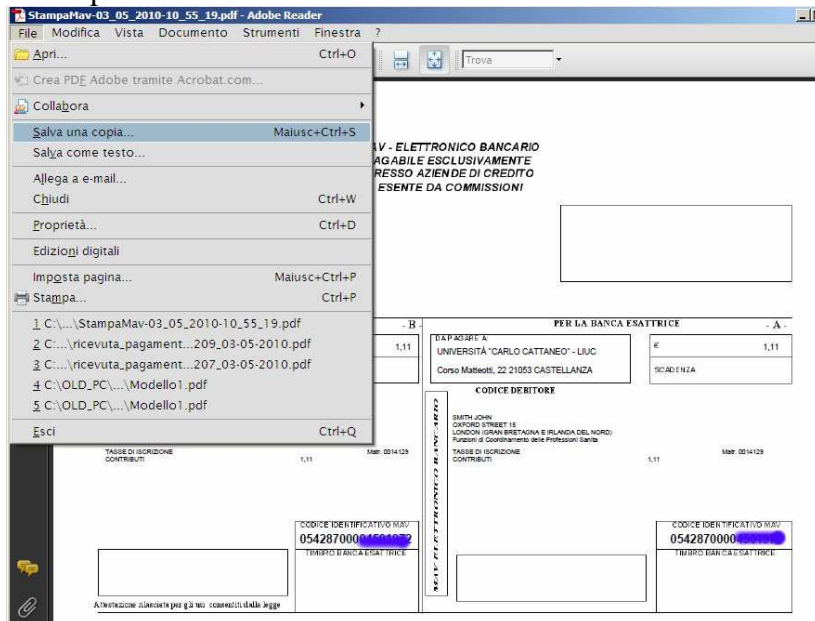 StampaMav-03_05_2010-10_55_19.pdf - Adobe Reader
File Modifica Vista Documento Strumenti Finestra ?
Apri... Ctrl+O
Trova
Crea PDF Adobe tramite Acrobat.com...
Collabora
Salva una copia... Maiusc+Ctrl+S
Salva come testo...
Allega a e-mail...
Chiudi Ctrl+W
Proprietà... Ctrl+D
Edizioni digitali
Imposta pagina... Maiusc+Ctrl+P
Stampa... Ctrl+P
1 C:\...\StampaMav-03_05_2010-10_55_19.pdf
2 C:\...\ricevuta_pagament...209_03-05-2010.pdf
3 C:\...\ricevuta_pagament...207_03-05-2010.pdf
4 C:\OLD_PC\...\Modello1.pdf
5 C:\OLD_PC\...\Modello1.pdf
Esci Ctrl+Q
AV - ELETTRONICO BANCARIO
AGABILE ESCLUSIVAMENTE
RESSO AZIENDE DI CREDITO
ESENTE DA COMMISSIONI
- B -
1,11
PER LA BANCA ESATTRICE - A -
DA PAGARE A:
UNIVERSITÀ "CARLO CATTANEO" - LIUC
Corso Matteotti, 22 21053 CASTELLANZA
€ 1,11
SCADENZA
CODICE DEBITORE
SMITH JOHN
OXFORD STREET 15
LONDON (GRAN BRETAGNA E IRLANDA DEL NORD)
Funzioni di Coordinamento delle Professioni Sanita
TASSE DI ISCRIZIONE Matr. 0014129
CONTRIBUTI 1,11
TASSE DI ISCRIZIONE Matr. 0014129
CONTRIBUTI 1,11
MAV ELETTRONICO BANCARIO
CODICE IDENTIFICATIVO MAV
0542870000
TIMBRO BANCA ESATTRICE
CODICE IDENTIFICATIVO MAV
0542870000
TIMBRO BANCA ESATTRICE
Attestazione rilasciata per gli usi consentiti dalla legge